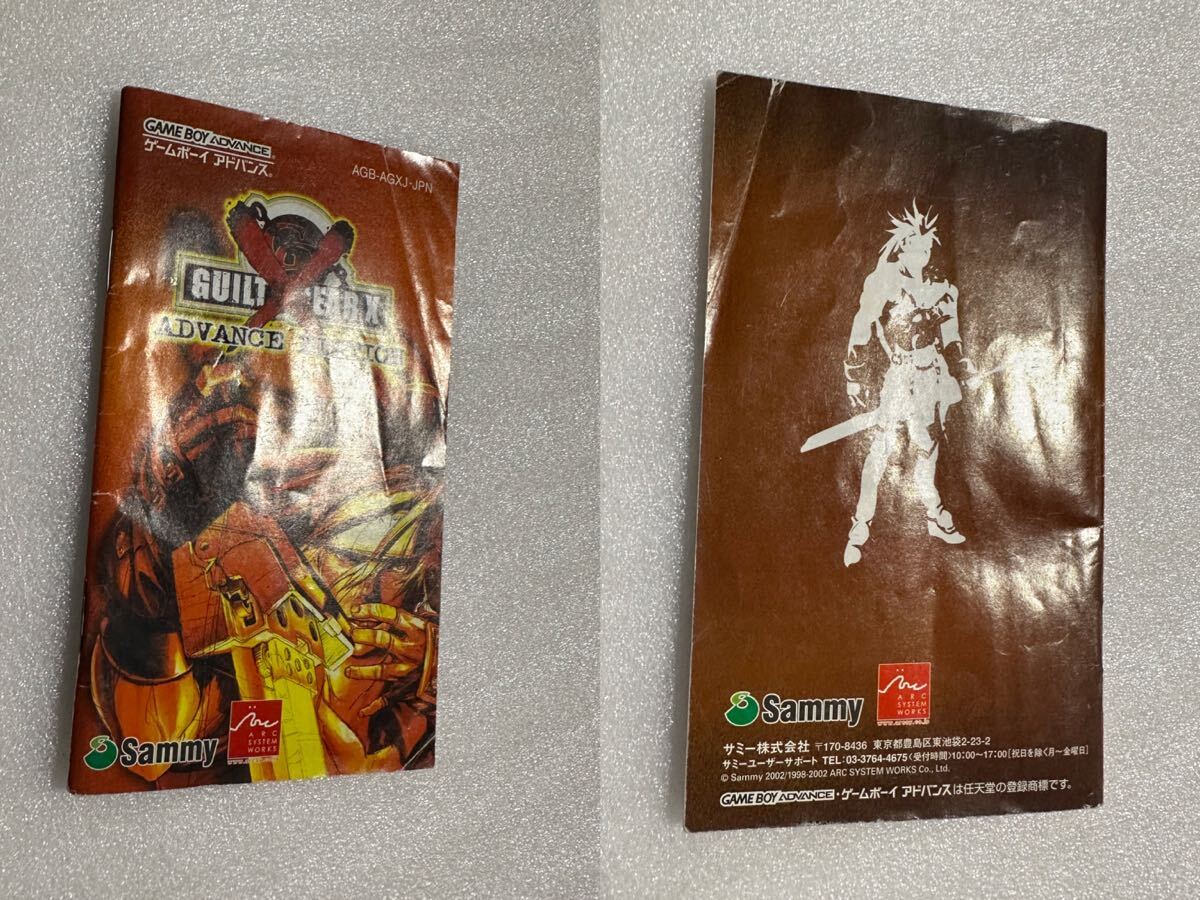 GAME BOY ADVANCE
ゲームボーイ アドバンス®
AGB-AGXJ-JPN
GUILTY GEAR X
ADVANCE EDITION
Sammy
ARC
SYSTEM
WORKS
Sammy
ARC
SYSTEM
WORKS
www.arcsy.co.jp
サミー株式会社 〒170-8436 東京都豊島区東池袋2-23-2
サミーユーザーサポート TEL:03-3764-4675〈受付時間〉10:00~17:00[祝日を除く月~金曜日]
© Sammy 2002/1998-2002 ARC SYSTEM WORKS Co., Ltd.
GAME BOY ADVANCE・ゲームボーイ アドバンスは任天堂の登録商標です。